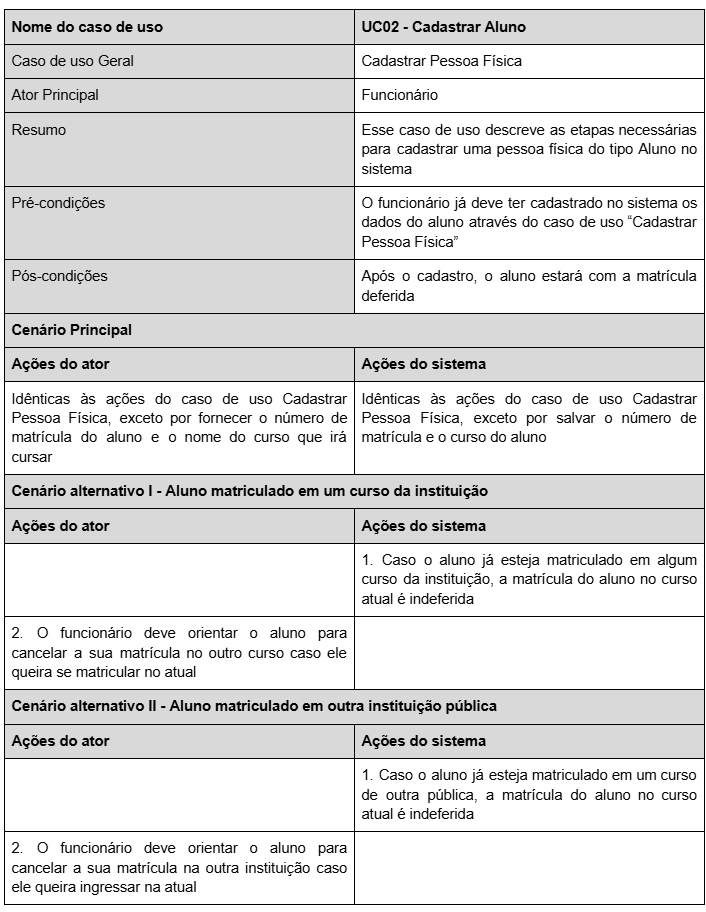 Nome do caso de uso
UC02 - Cadastrar Aluno
Caso de uso Geral
Cadastrar Pessoa Física
Ator Principal
Funcionário
Resumo
Esse caso de uso descreve as etapas necessárias
para cadastrar uma pessoa física do tipo Aluno no
sistema
Pré-condições
O funcionário já deve ter cadastrado no sistema os
dados do aluno através do caso de uso “Cadastrar
Pessoa Física”
Pós-condições
Após o cadastro, o aluno estará com a matrícula
deferida
Cenário Principal
Ações do ator
Ações do sistema
Idênticas às ações do caso de uso Cadastrar
Pessoa Física, exceto por fornecer o número de
matrícula do aluno e o nome do curso que irá
cursar
Idênticas às ações do caso de uso Cadastrar
Pessoa Física, exceto por salvar o número de
matrícula e o curso do aluno
Cenário alternativo I - Aluno matriculado em um curso da instituição
Ações do ator
Ações do sistema
1. Caso o aluno já esteja matriculado em algum
curso da instituição, a matrícula do aluno no curso
atual é indeferida
2. O funcionário deve orientar o aluno para
cancelar a sua matrícula no outro curso caso ele
queira se matricular no atual
Cenário alternativo II - Aluno matriculado em outra instituição pública
Ações do ator
Ações do sistema
1. Caso o aluno já esteja matriculado em um curso
de outra pública, a matrícula do aluno no curso
atual é indeferida
2. O funcionário deve orientar o aluno para
cancelar a sua matrícula na outra instituição caso
ele queira ingressar na atual